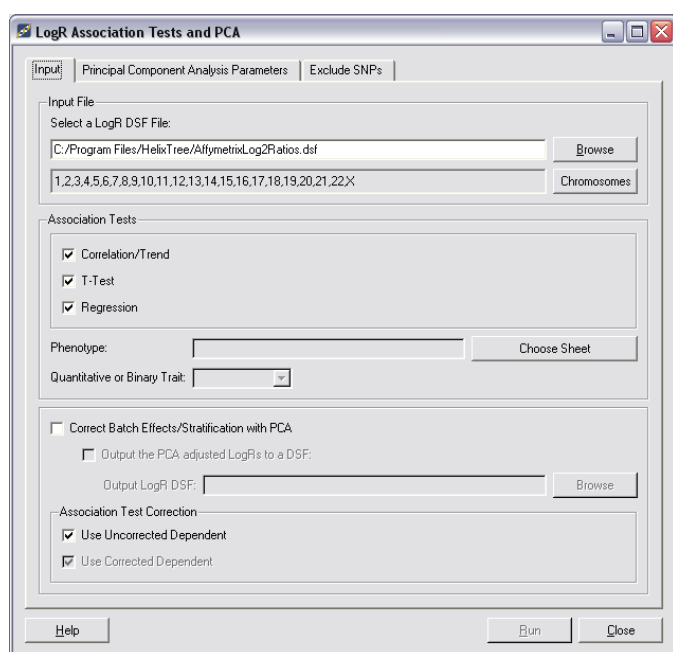 LogR Association Tests and PCA
Input Principal Component Analysis Parameters Exclude SNPs
Input File
Select a LogR DSF File:
C:/Program Files/HelixTree/AffymetrixLog2Ratios.dsf Browse
1,2,3,4,5,6,7,8,9,10,11,12,13,14,15,16,17,18,19,20,21,22,X Chromosomes
Association Tests
Correlation/Trend
T-Test
Regression
Phenotype: Choose Sheet
Quantitative or Binary Trait:
Correct Batch Effects/Stratification with PCA
Output the PCA adjusted LogRs to a DSF:
Output LogR DSF: Browse
Association Test Correction
Use Uncorrected Dependent
Use Corrected Dependent
Help Run Close